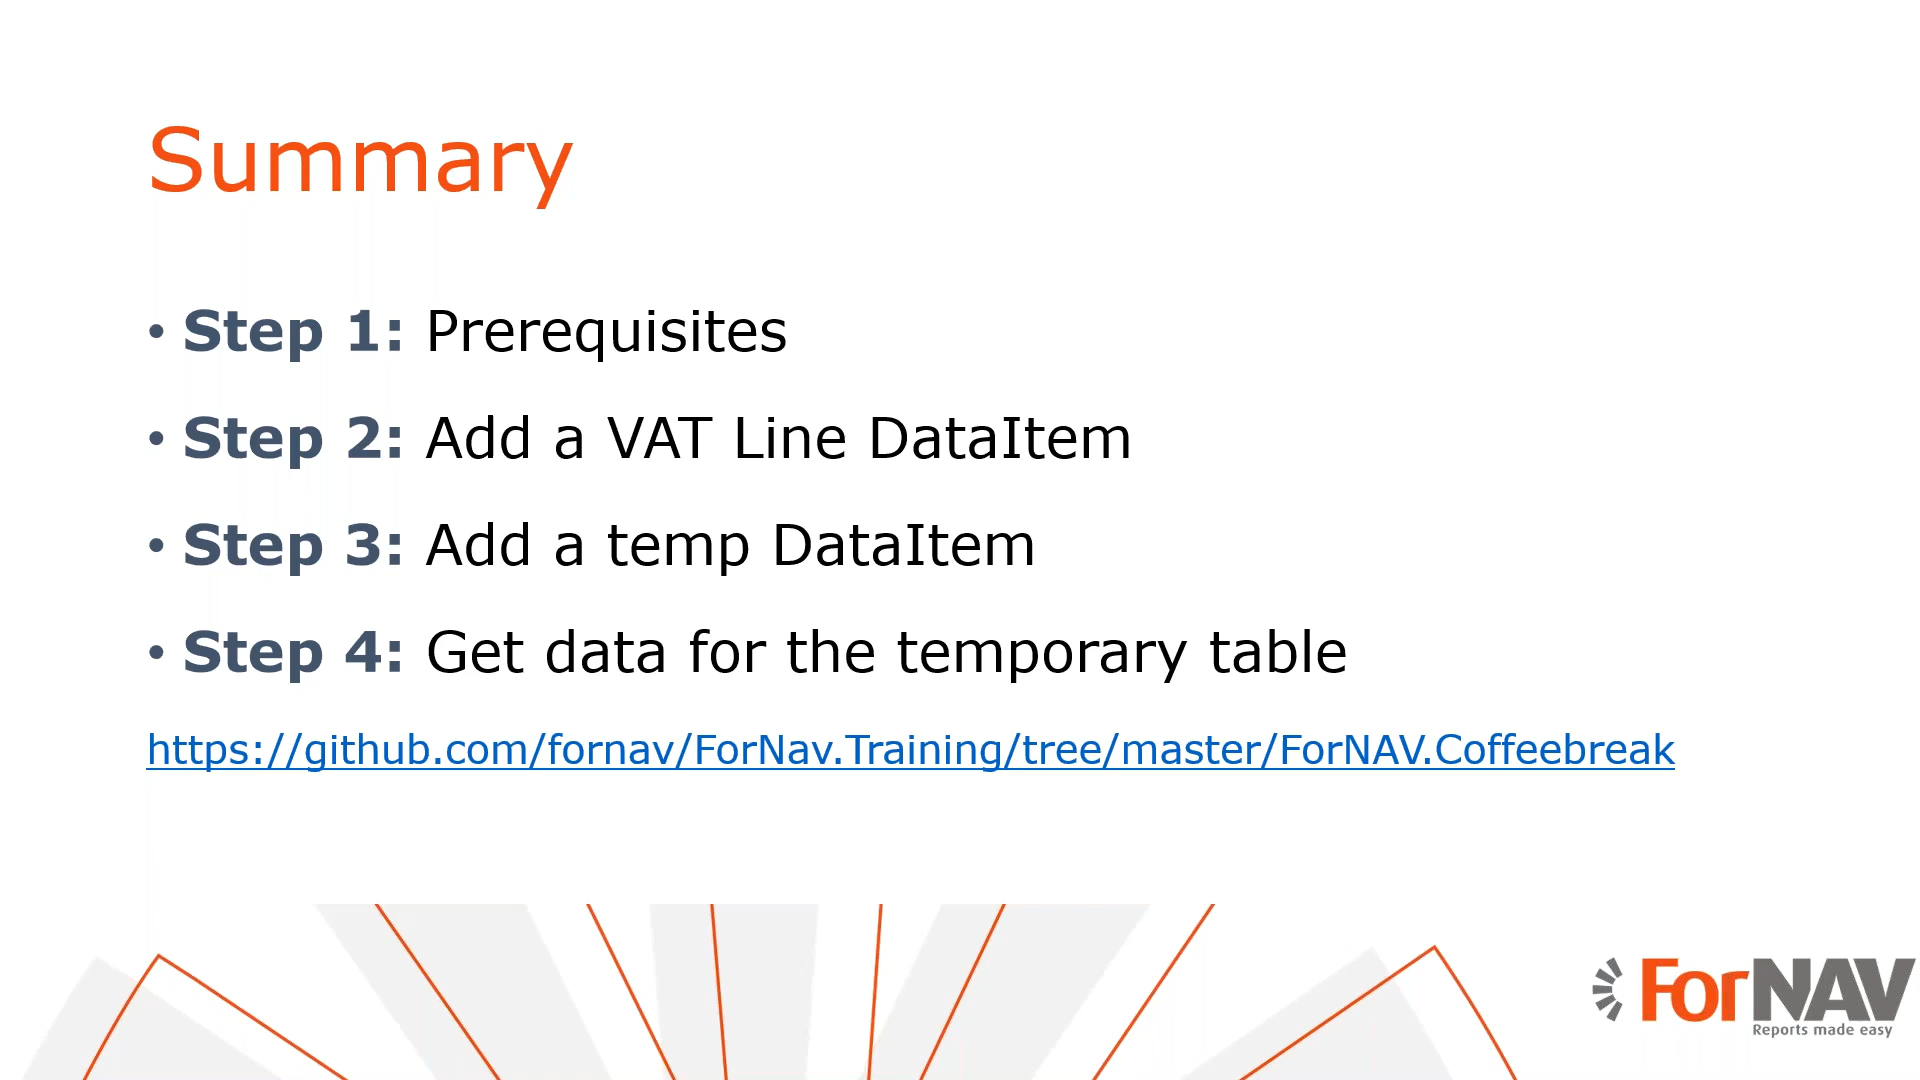 Summary
• Step 1: Prerequisites
• Step 2: Add a VAT Line DataItem
• Step 3: Add a temp DataItem
• Step 4: Get data for the temporary table
https://github.com/fornav/ForNav.Training/tree/master/ForNAV.Coffeebreak
ForNAV
Reports made easy